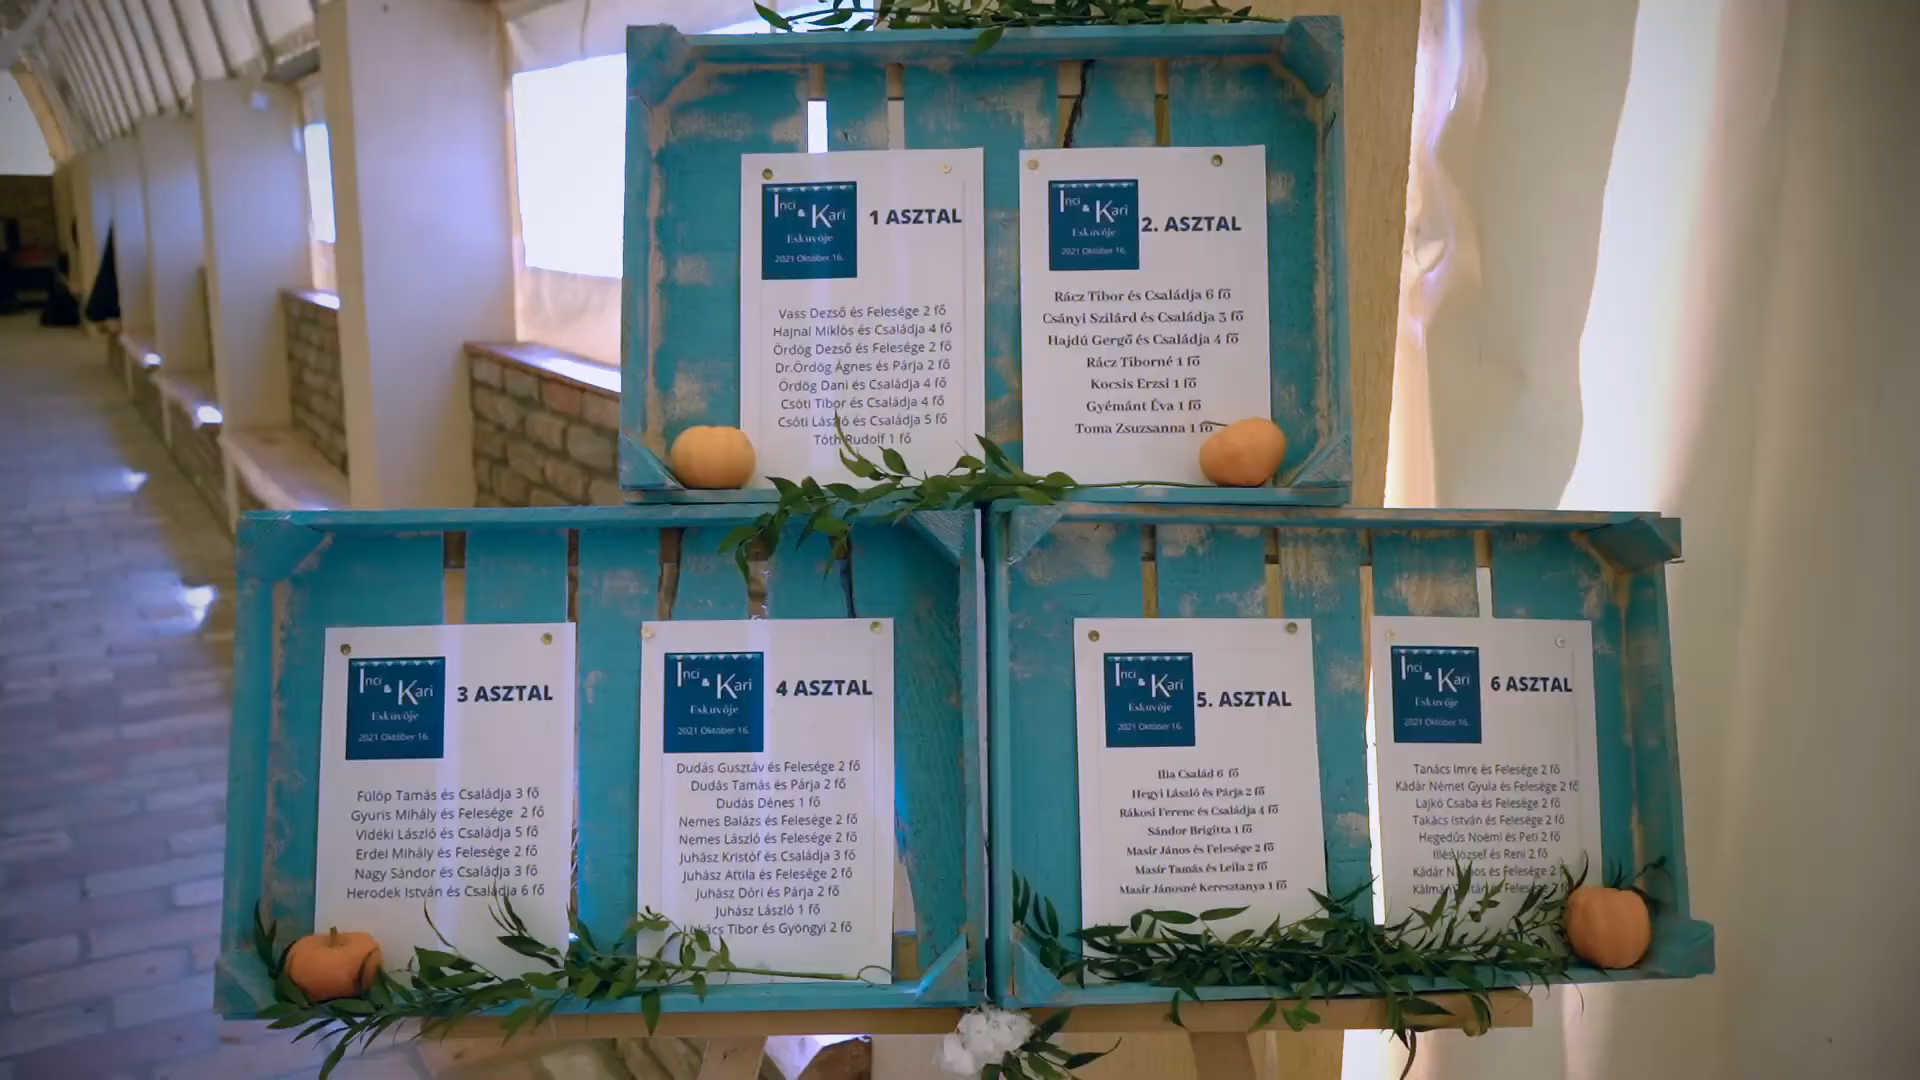 Inci
& Kari
Esküvője
2021 Október 16.
1 ASZTAL
Vass Dezső és Felesége 2 fő
Hajnal Miklós és Családja 4 fő
Ördög Dezső és Felesége 2 fő
Dr.Ördög Ágnes és Párja 2 fő
Ördög Dani és Családja 4 fő
Csóti Tibor és Családja 4 fő
Csóti László és Családja 5 fő
Tóth Rudolf 1 fő
Inci
& Kari
Esküvője
2021 Október 16.
2. ASZTAL
Rácz Tibor és Családja 6 fő
Csányi Szilárd és Családja 3 fő
Hajdú Gergő és Családja 4 fő
Rácz Tiborné 1 fő
Kocsis Erzsi 1 fő
Gyémánt Éva 1 fő
Toma Zsuzsanna 1 fő
Inci
& Kari
Esküvője
2021 Október 16.
3 ASZTAL
Fülöp Tamás és Családja 3 fő
Gyuris Mihály és Felesége 2 fő
Vidéki László és Családja 5 fő
Erdei Mihály és Felesége 2 fő
Nagy Sándor és Családja 3 fő
Herodek István és Családja 6 fő
Inci
& Kari
Esküvője
2021 Október 16.
4 ASZTAL
Dudás Gusztáv és Felesége 2 fő
Dudás Tamás és Párja 2 fő
Dudás Dénes 1 fő
Nemes Balázs és Felesége 2 fő
Nemes László és Felesége 2 fő
Juhász Kristóf és Családja 3 fő
Juhász Attila és Felesége 2 fő
Juhász Dóri és Párja 2 fő
Juhász László 1 fő
Lukács Tibor és Gyöngyi 2 fő
Inci
& Kari
Esküvője
2021 Október 16.
5. ASZTAL
Ilia Család 6 fő
Hegyi László és Párja 2 fő
Rákosi Ferenc és Családja 4 fő
Sándor Brigitta 1 fő
Masír János és Felesége 2 fő
Masír Tamás és Leila 2 fő
Masír Jánosné Keresztanya 1 fő
Inci
& Kari
Esküvője
2021 Október 16.
6 ASZTAL
Tanács Imre és Felesége 2 fő
Kádár Német Gyula és Felesége 2 fő
Lajkó Csaba és Felesége 2 fő
Takács István és Felesége 2 fő
Hegedűs Noémi és Peti 2 fő
Illés József és Reni 2 fő
Kádár és Felesége 2
és Felesége 2 fő